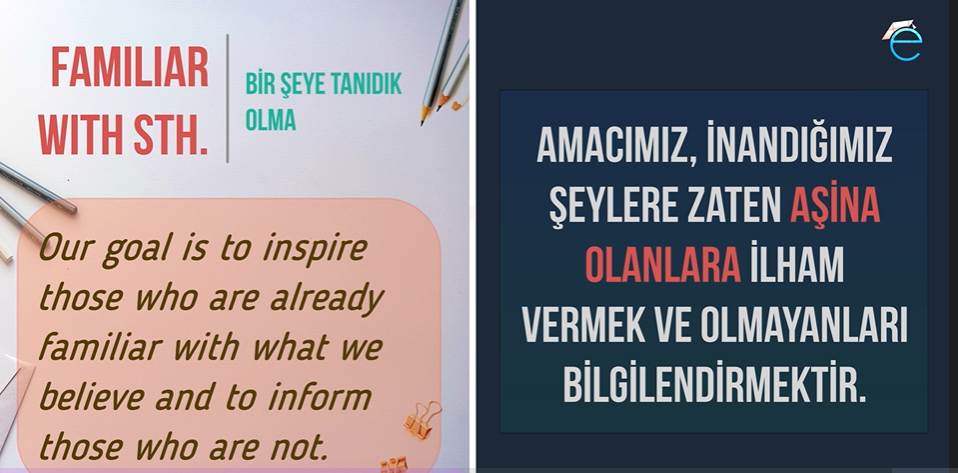 FAMILIAR
WITH STH.
BİR ŞEYE TANIDIK
OLMA
Our goal is to inspire
those who are already
familiar with what we
believe and to inform
those who are not.
e
AMACIMIZ, İNANDIĞIMIZ
ŞEYLERE ZATEN AŞİNA
OLANLARA İLHAM
VERMEK VE OLMAYANLARI
BİLGİLENDİRMEKTİR.